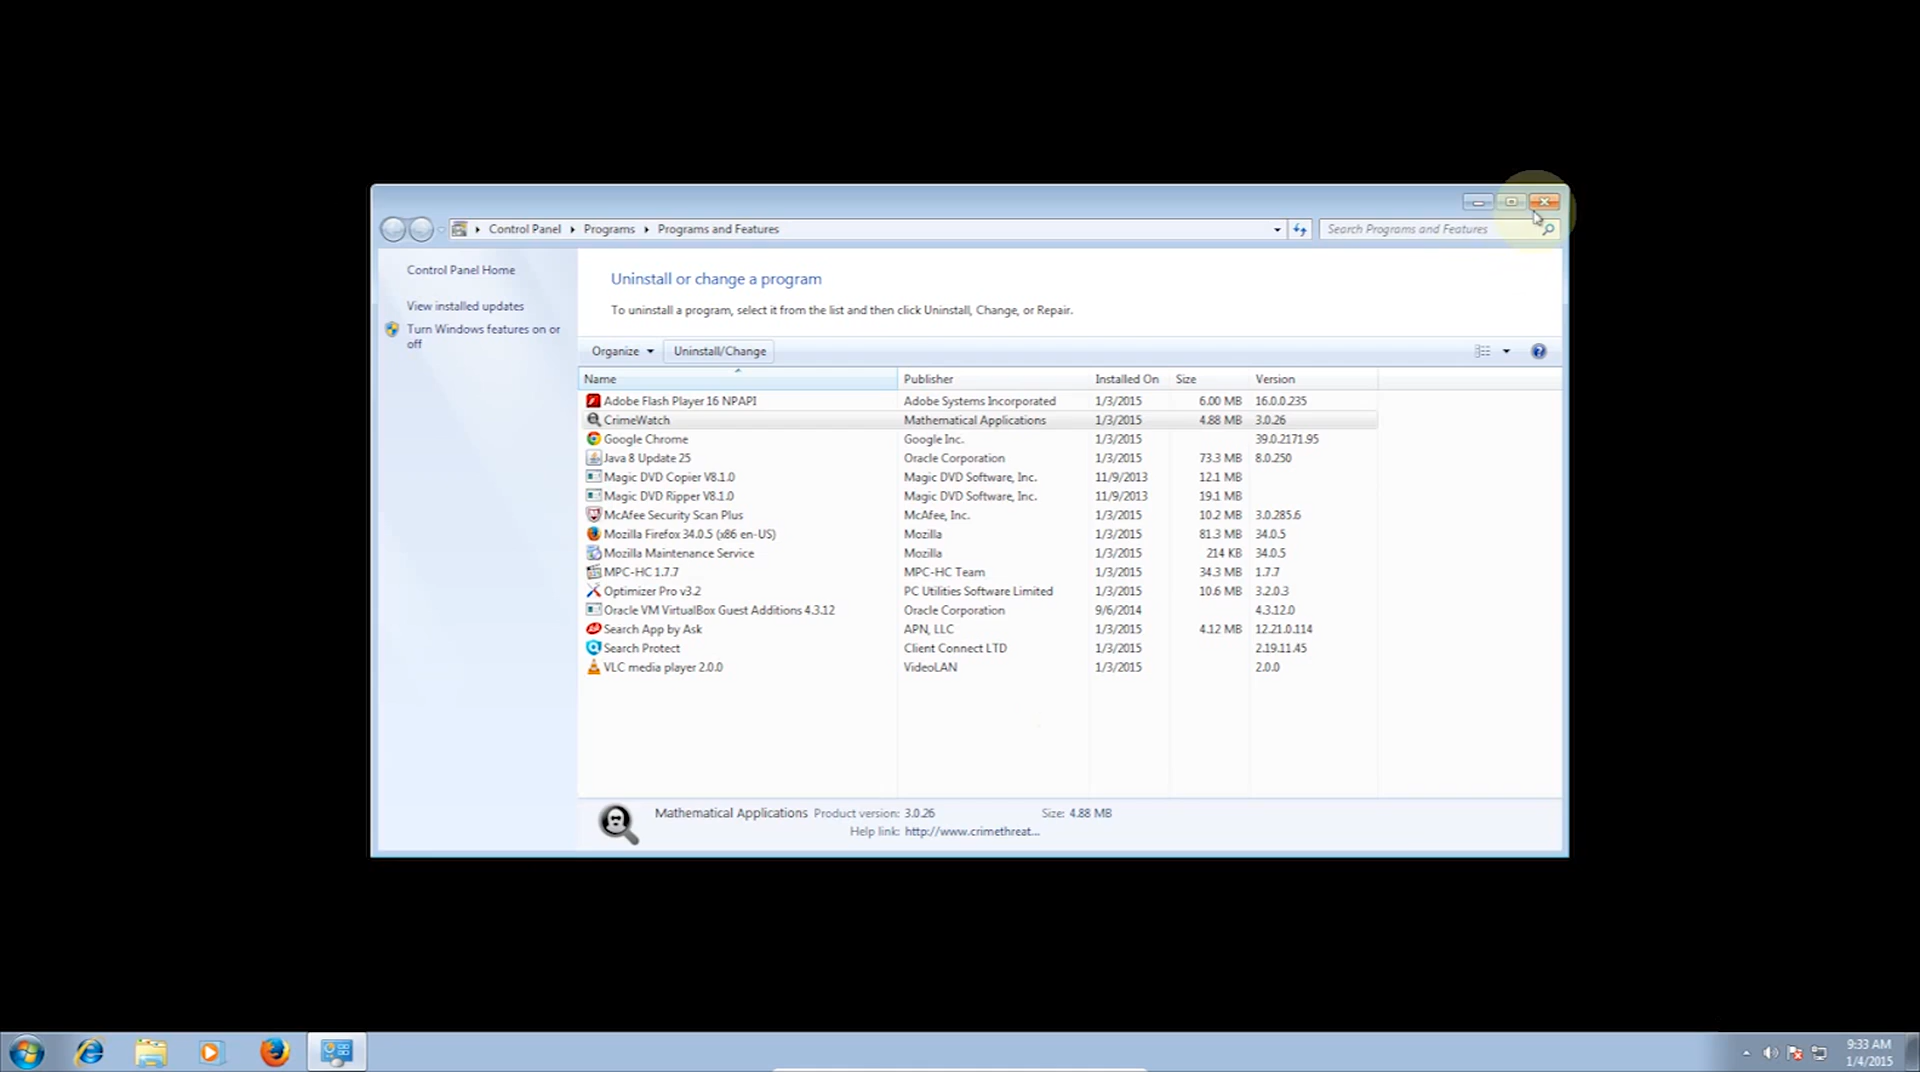 Control Panel Programs Programs and Features Search Programs and Features
Control Panel Home
View installed updates
Turn Windows features on or
off
Uninstall or change a program
To uninstall a program, select it from the list and then click Uninstall, Change, or Repair.
Organize Uninstall/Change
Name Publisher Installed On Size Version
Adobe Flash Player 16 NPAPI Adobe Systems Incorporated 1/3/2015 6.00 MB 16.0.0.235
CrimeWatch Mathematical Applications 1/3/2015 4.88 MB 3.0.26
Google Chrome Google Inc. 1/3/2015 39.0.2171.95
Java 8 Update 25 Oracle Corporation 1/3/2015 73.3 MB 8.0.250
Magic DVD Copier V8.1.0 Magic DVD Software, Inc. 11/9/2013 12.1 MB
Magic DVD Ripper V8.1.0 Magic DVD Software, Inc. 11/9/2013 19.1 MB
McAfee Security Scan Plus McAfee, Inc. 1/3/2015 10.2 MB 3.0.285.6
Mozilla Firefox 34.0.5 (x86 en-US) Mozilla 1/3/2015 81.3 MB 34.0.5
Mozilla Maintenance Service Mozilla 1/3/2015 214 KB 34.0.5
MPC-HC 1.7.7 MPC-HC Team 1/3/2015 34.3 MB 1.7.7
Optimizer Pro v3.2 PC Utilities Software Limited 1/3/2015 10.6 MB 3.2.0.3
Oracle VM VirtualBox Guest Additions 4.3.12 Oracle Corporation 9/6/2014 4.3.12.0
Search App by Ask APN, LLC 1/3/2015 4.12 MB 12.21.0.114
Search Protect Client Connect LTD 1/3/2015 2.19.11.45
VLC media player 2.0.0 VideoLAN 1/3/2015 2.0.0
Mathematical Applications Product version: 3.0.26 Size: 4.88 MB
Help link: http://www.crimethreat...
9:33 AM
1/4/2015